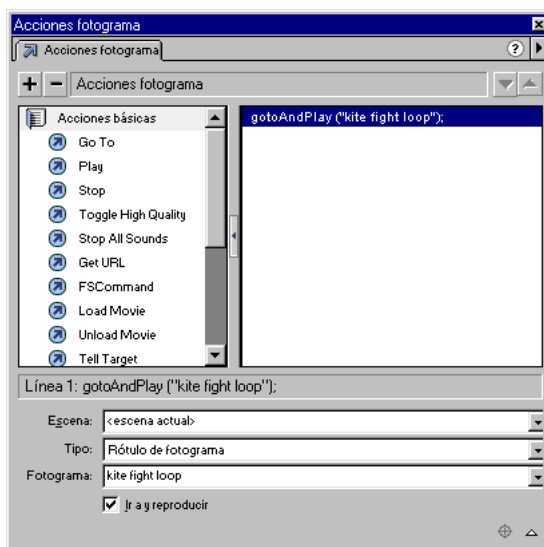 Acciones fotograma
Acciones fotograma
?
+ − Acciones fotograma
Acciones básicas
gotoAndPlay ("kite fight loop");
Go To
Play
Stop
Toggle High Quality
Stop All Sounds
Get URL
FSCommand
Load Movie
Unload Movie
Tell Target
Línea 1: gotoAndPlay ("kite fight loop");
Escena: <escena actual>
Tipo: Rótulo de fotograma
Fotograma: kite fight loop
Ir a y reproducir